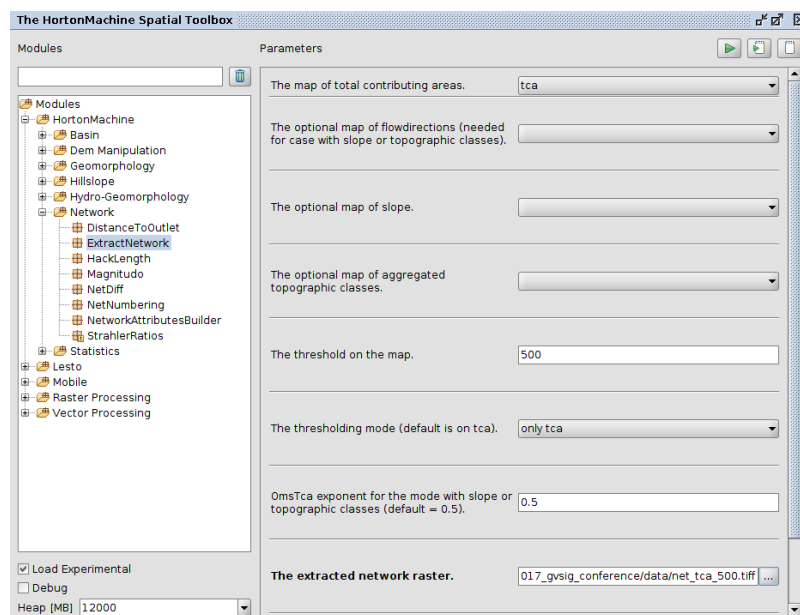 The HortonMachine Spatial Toolbox
Modules
Parameters
Modules
HortonMachine
Basin
Dem Manipulation
Geomorphology
Hillslope
Hydro-Geomorphology
Network
DistanceToOutlet
ExtractNetwork
HackLength
Magnitudo
NetDiff
NetNumbering
NetworkAttributesBuilder
StrahlerRatios
Statistics
Lesto
Mobile
Raster Processing
Vector Processing
Load Experimental
Debug
Heap [MB] 12000
The map of total contributing areas. tca
The optional map of flowdirections (needed
for case with slope or topographic classes).
The optional map of slope.
The optional map of aggregated
topographic classes.
The threshold on the map. 500
The thresholding mode (default is on tca). only tca
OmsTca exponent for the mode with slope or
topographic classes (default = 0.5). 0.5
The extracted network raster. 017_gvsig_conference/data/net_tca_500.tiff ...